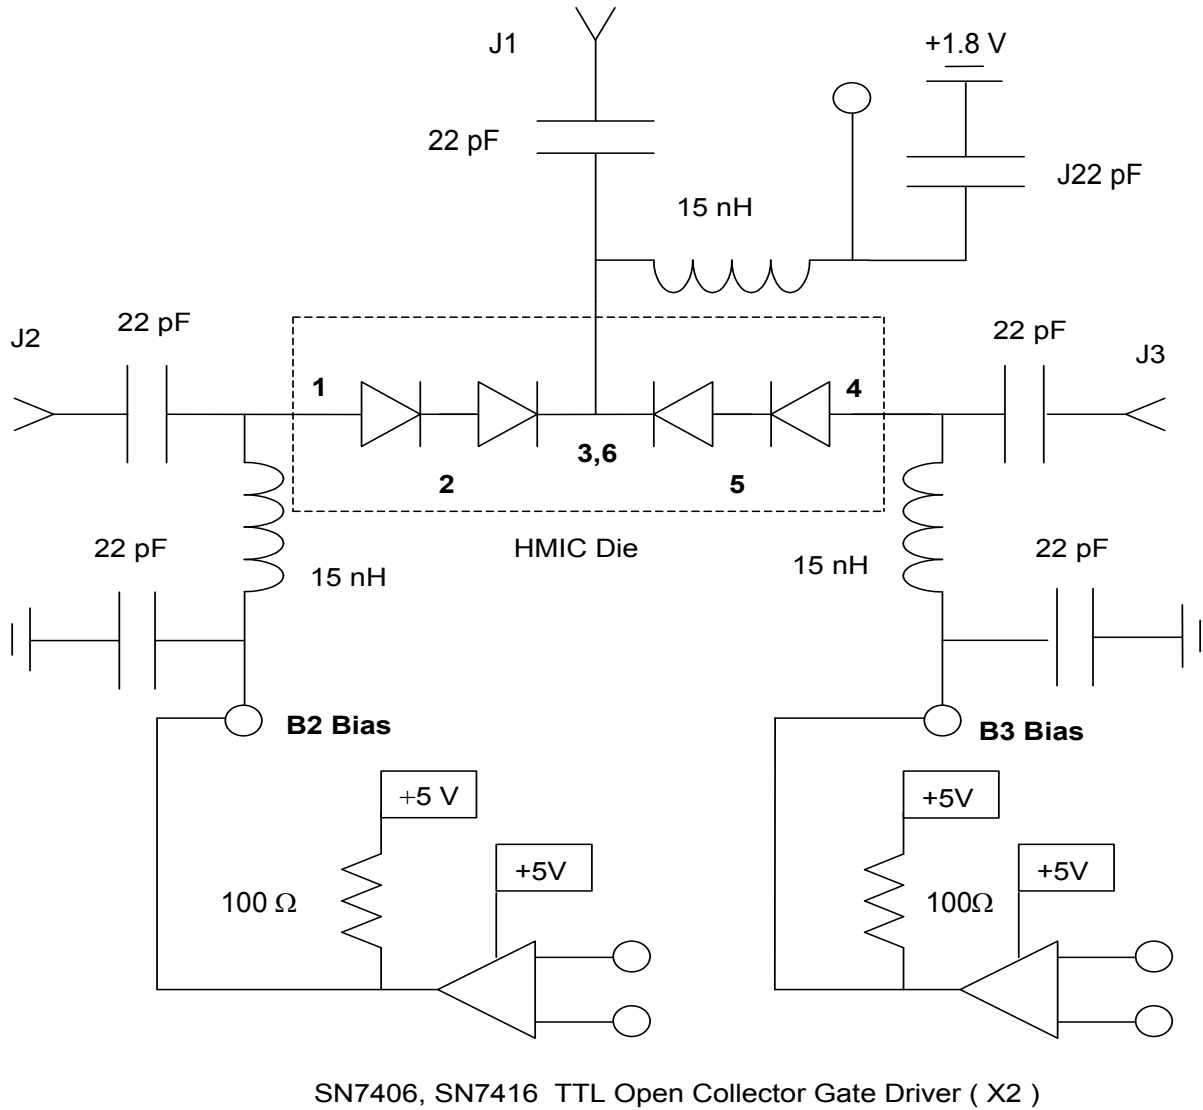 J1
+1.8 V
22 pF
J22 pF
15 nH
J2
22 pF
22 pF
J3
1
4
3,6
2
5
HMIC Die
22 pF
15 nH
15 nH
22 pF
B2 Bias
B3 Bias
+5 V
+5V
+5V
+5V
100 Ω
100Ω
SN7406, SN7416 TTL Open Collector Gate Driver ( X2 )